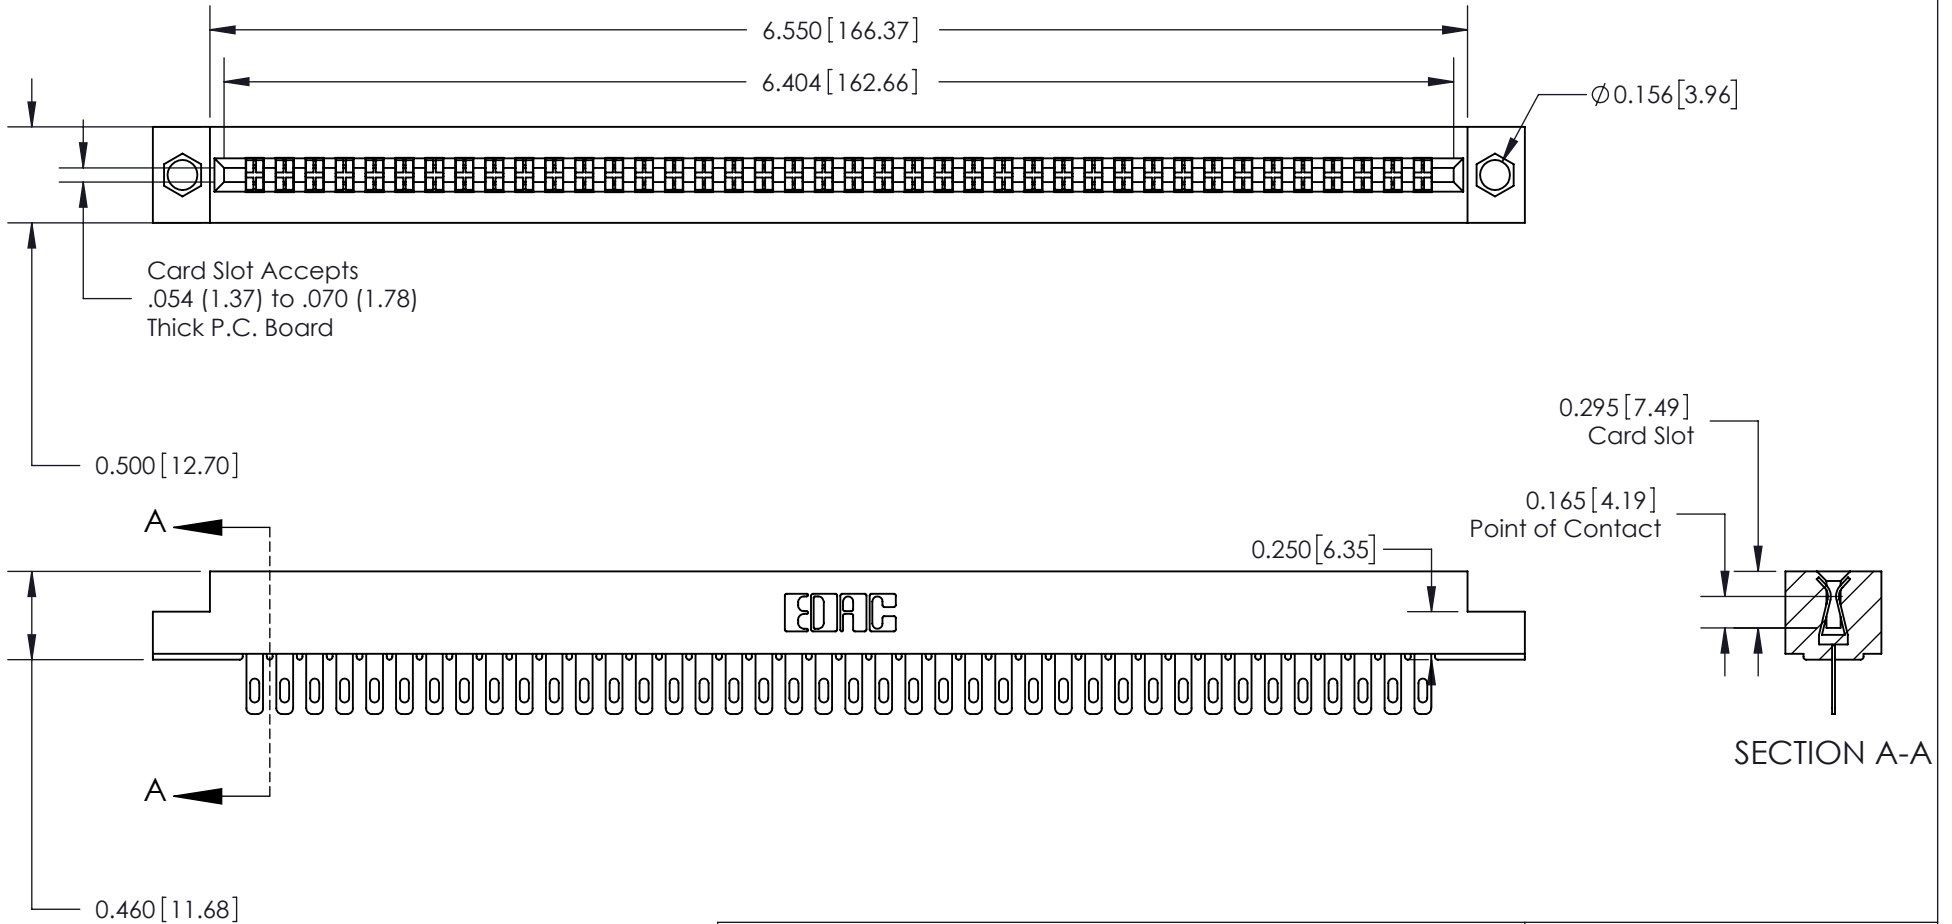 6.550 [166.37]
6.404 [162.66]
Ø0.156 [3.96]
Card Slot Accepts
.054 (1.37) to .070 (1.78)
Thick P.C. Board
0.295 [7.49]
Card Slot
0.500 [12.70]
0.165 [4.19]
Point of Contact
A
0.250 [6.35]
EDAC
SECTION A-A
A
0.460 [11.68]